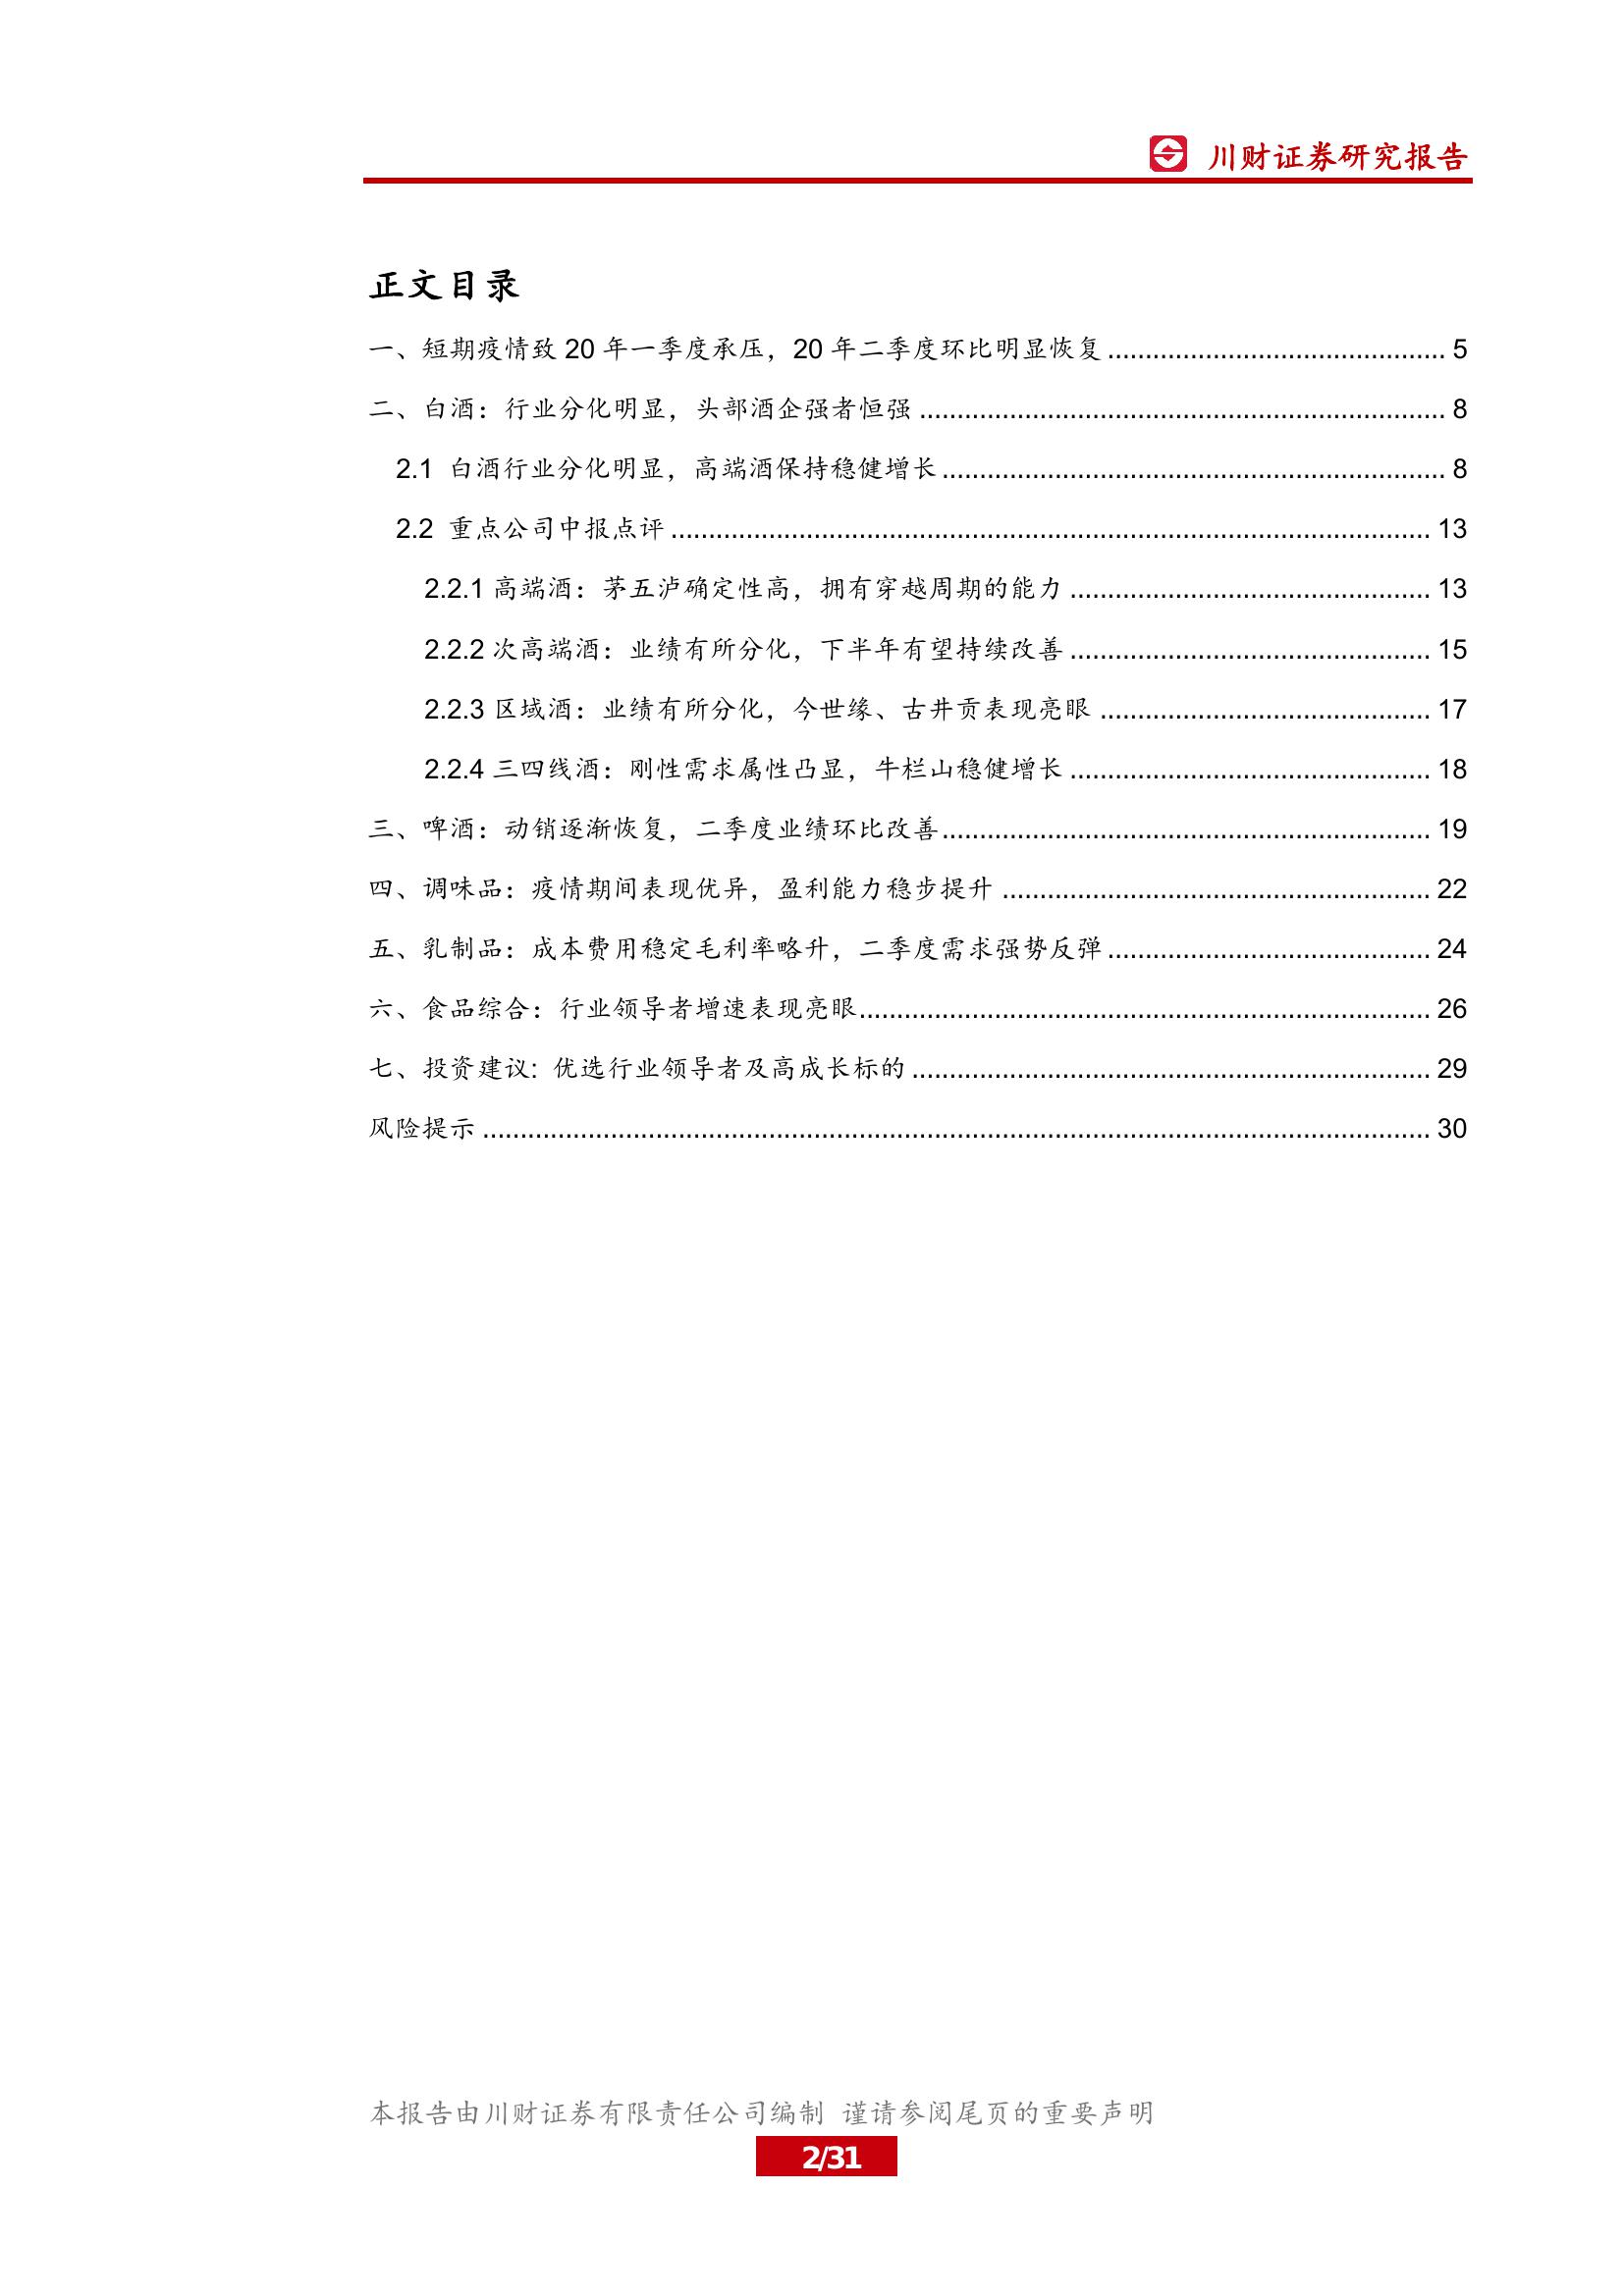 川财证券研究报告
正文目录
一、短期疫情致 20 年一季度承压，20 年二季度环比明显恢复 ............................................. 5
二、白酒：行业分化明显，头部酒企强者恒强 ...................................................................... 8
2.1 白酒行业分化明显，高端酒保持稳健增长 ................................................................... 8
2.2 重点公司中报点评 ..................................................................................................... 13
2.2.1 高端酒：茅五泸确定性高，拥有穿越周期的能力 ................................................ 13
2.2.2 次高端酒：业绩有所分化，下半年有望持续改善 ................................................ 15
2.2.3 区域酒：业绩有所分化，今世缘、古井贡表现亮眼 ............................................ 17
2.2.4 三四线酒：刚性需求属性凸显，牛栏山稳健增长 ................................................ 18
三、啤酒：动销逐渐恢复，二季度业绩环比改善 ................................................................. 19
四、调味品：疫情期间表现优异，盈利能力稳步提升 ......................................................... 22
五、乳制品：成本费用稳定毛利率略升，二季度需求强势反弹 ........................................... 24
六、食品综合：行业领导者增速表现亮眼 ............................................................................ 26
七、投资建议: 优选行业领导者及高成长标的 ..................................................................... 29
风险提示 .............................................................................................................................. 30
本报告由川财证券有限责任公司编制 谨请参阅尾页的重要声明
2/31